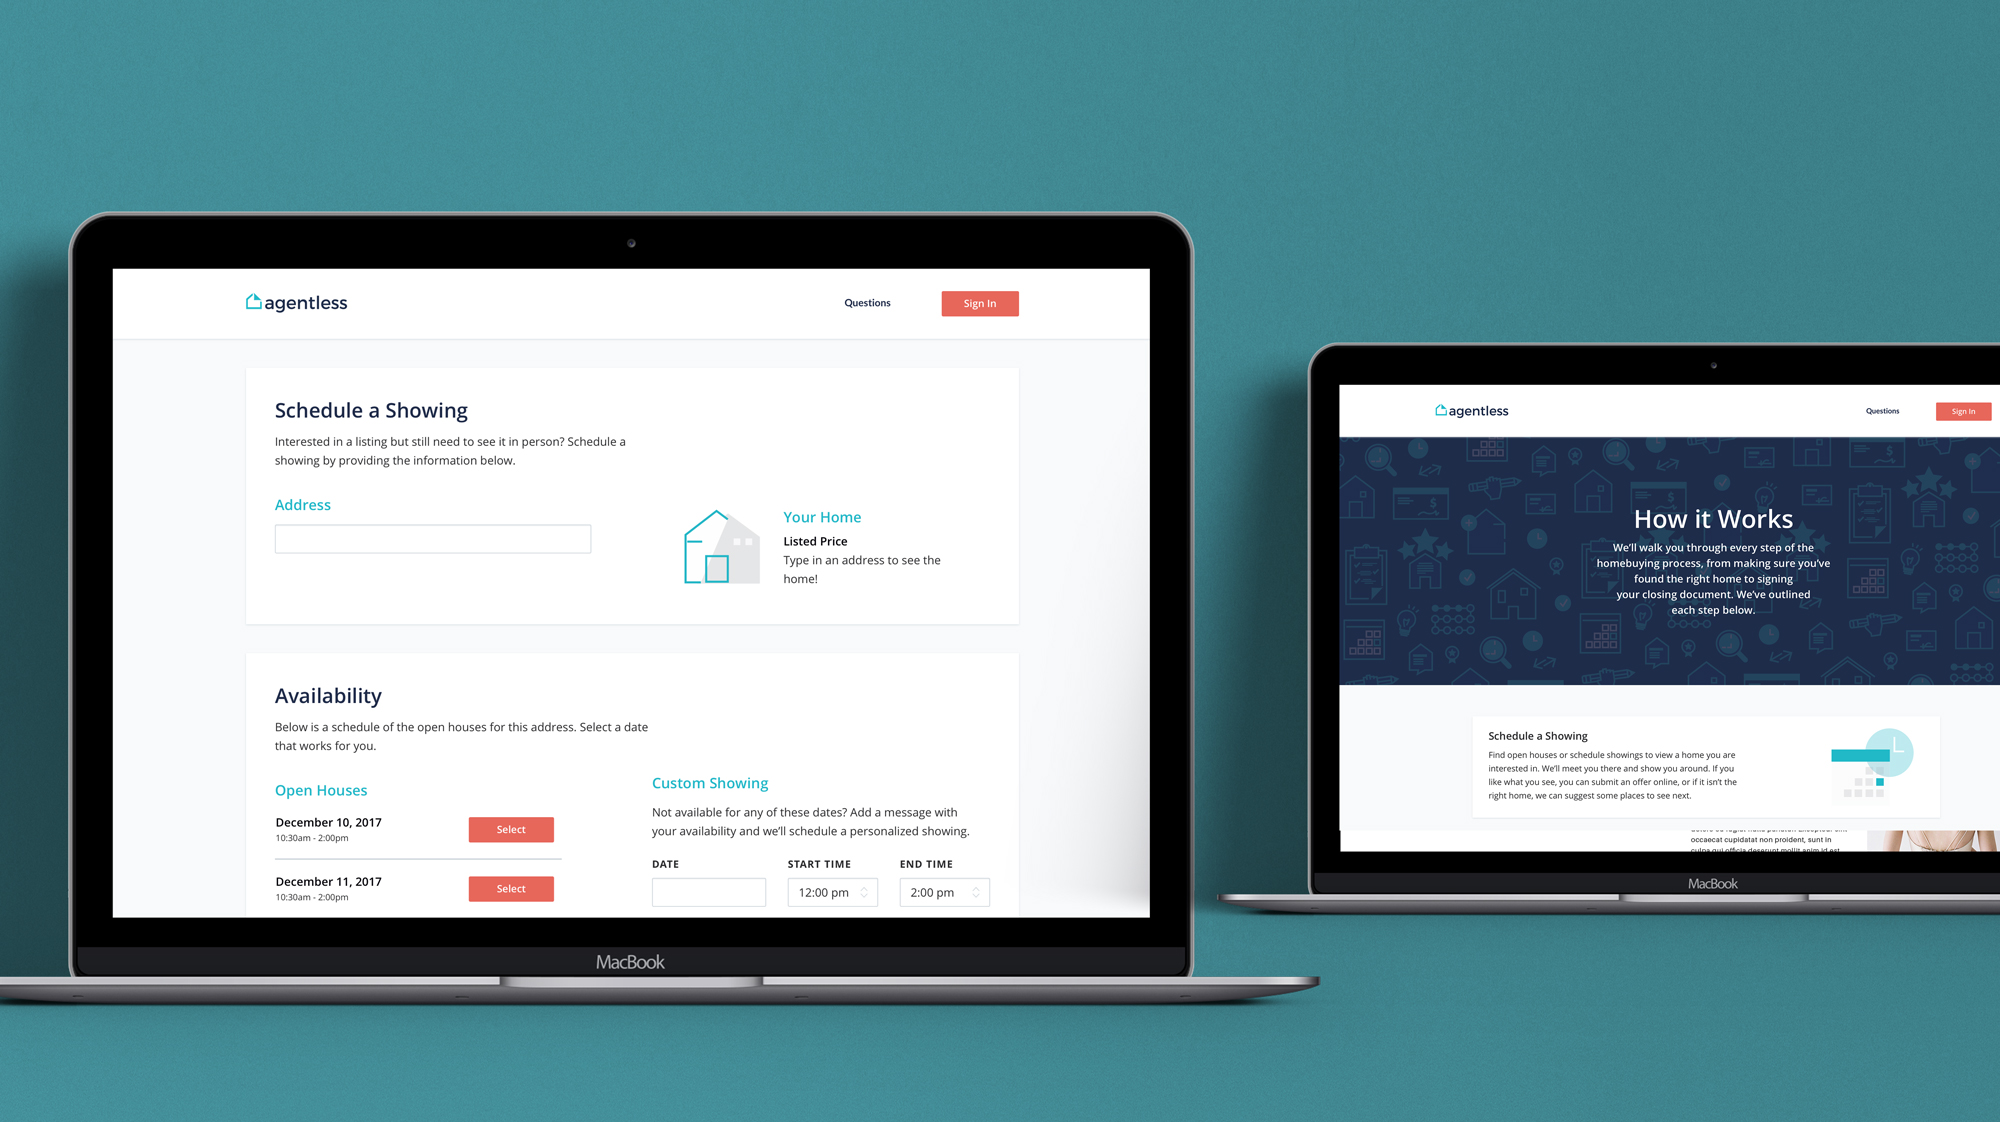 agentless
Questions
Sign In
Schedule a Showing
Interested in a listing but still need to see it in person? Schedule a
showing by providing the information below.
Address
Your Home
Listed Price
Type in an address to see the
home!
Availability
Below is a schedule of the open houses for this address. Select a date
that works for you.
Open Houses
December 10, 2017
10:30am - 2:00pm
Select
December 11, 2017
10:30am - 2:00pm
Select
Custom Showing
Not available for any of these dates? Add a message with
your availability and we'll schedule a personalized showing.
DATE
START TIME
END TIME
12:00 pm
2:00 pm
MacBook
agentless
Questions
Sign In
How it Works
We'll walk you through every step of the
homebuying process, from making sure you've
found the right home to signing
your closing document. We've outlined
each step below.
Schedule a Showing
Find open houses or schedule showings to view a home you are
interested in. We'll meet you there and show you around. If you
like what you see, you can submit an offer online, or if it isn't the
right home, we can suggest some places to see next.
occaecat cupidatat non proident, sunt in
culpa qui officia deserunt mollit anim id est
MacBook